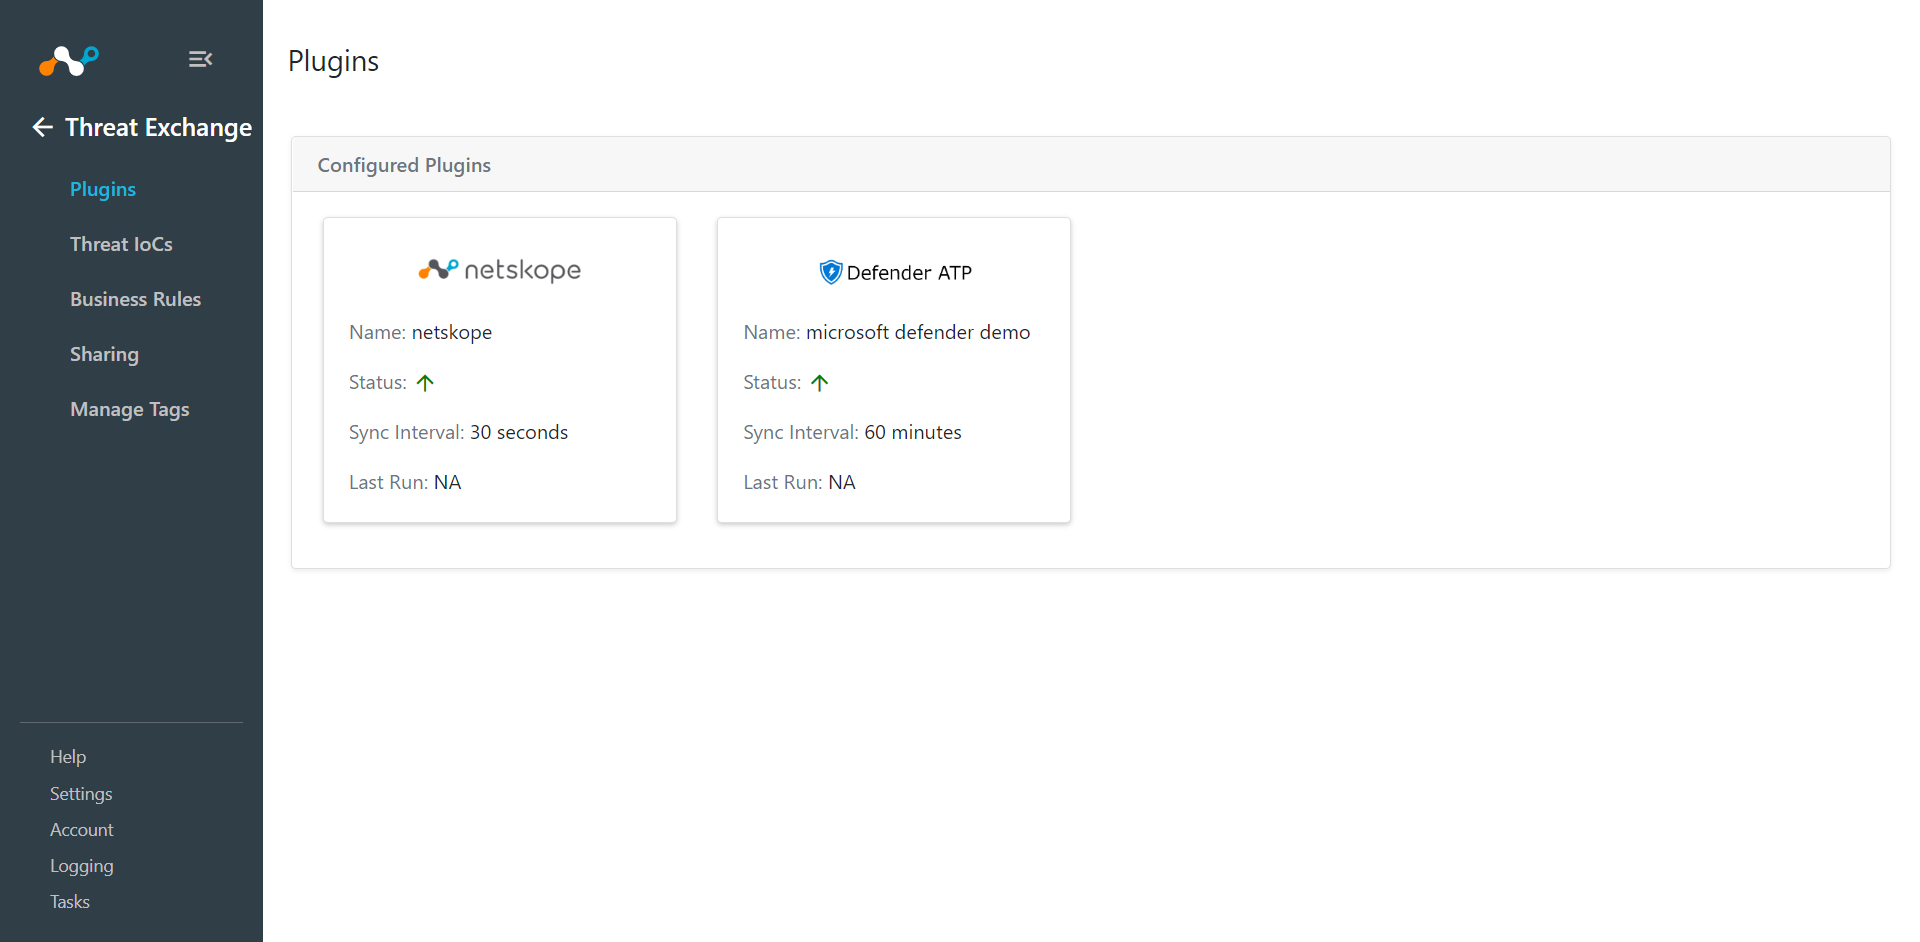 Threat Exchange
Plugins
Threat IoCs
Business Rules
Sharing
Manage Tags
Help
Settings
Account
Logging
Tasks
Plugins
Configured Plugins
netskope
Name: netskope
Status:
Sync Interval: 30 seconds
Last Run: NA
Defender ATP
Name: microsoft defender demo
Status:
Sync Interval: 60 minutes
Last Run: NA